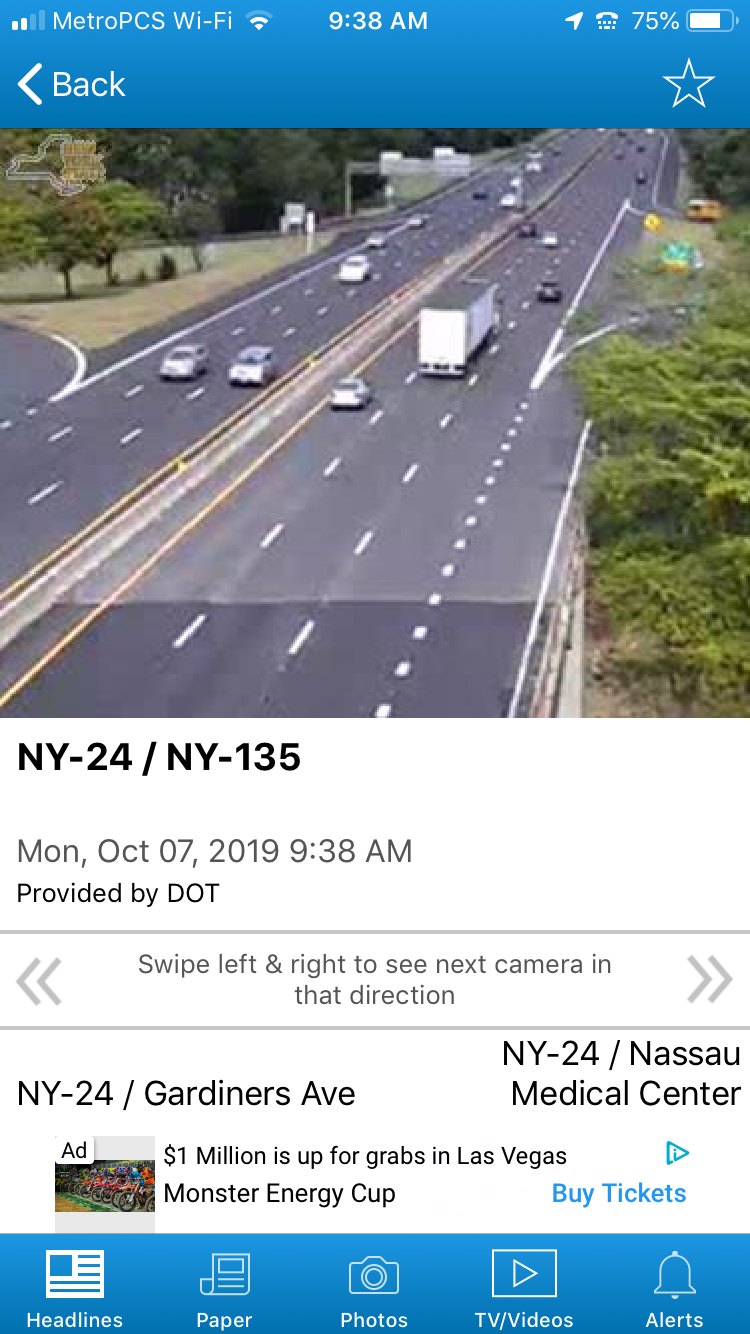 MetroPCS Wi-Fi 9:38 AM 75%
Back
NY-24 / NY-135
Mon, Oct 07, 2019 9:38 AM
Provided by DOT
Swipe left & right to see next camera in
that direction
NY-24 / Gardiners Ave
NY-24 / Nassau
Medical Center
Ad
$1 Million is up for grabs in Las Vegas
Monster Energy Cup
Buy Tickets
Headlines Paper Photos TV/Videos Alerts